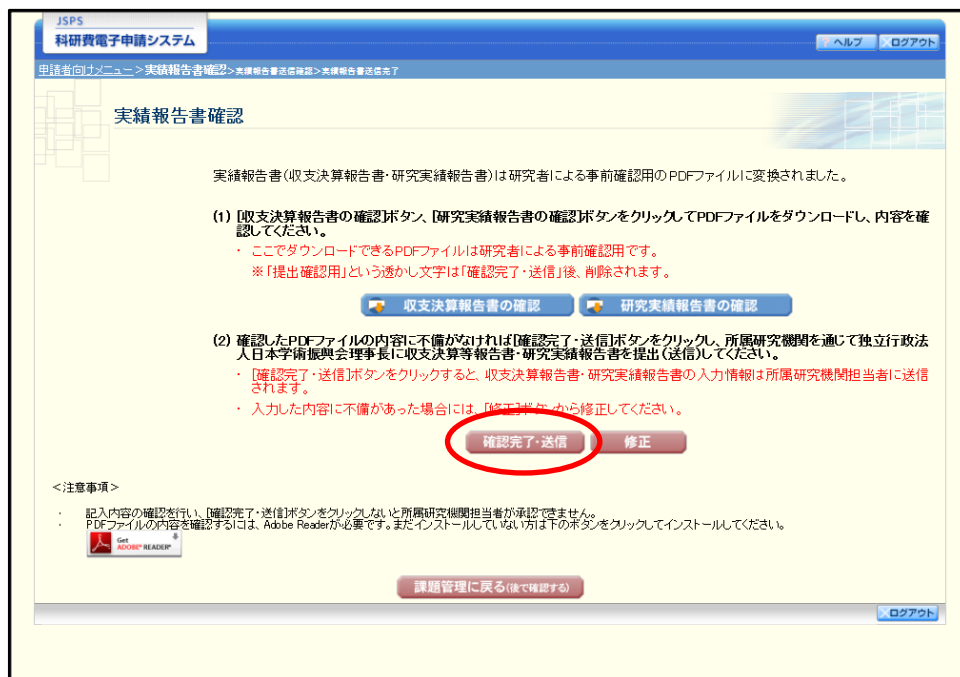 JSPS
科研費電子申請システム
ヘルプ
ログアウト
申請者向けメニュー>実績報告書確認>実績報告書送信確認>実績報告書送信完了
実績報告書確認
実績報告書(収支決算報告書・研究実績報告書)は研究者による事前確認用のPDFファイルに変換されました。
(1) [収支決算報告書の確認]ボタン、[研究実績報告書の確認]ボタンをクリックしてPDFファイルをダウンロードし、内容を確
認してください。
・ ここでダウンロードできるPDFファイルは研究者による事前確認用です。
※「提出確認用」という透かし文字は「確認完了・送信」後、削除されます。
収支決算報告書の確認
研究実績報告書の確認
(2) 確認したPDFファイルの内容に不備がなければ[確認完了・送信]ボタンをクリックし、所属研究機関を通じて独立行政法
人日本学術振興会理事長に収支決算等報告書・研究実績報告書を提出(送信)してください。
・ [確認完了・送信]ボタンをクリックすると、収支決算報告書・研究実績報告書の入力情報は所属研究機関担当者に送信
されます。
・ 入力した内容に不備があった場合には、[修正]ボタンから修正してください。
確認完了・送信
修正
<注意事項>
・ 記入内容の確認を行い、[確認完了・送信]ボタンをクリックしないと所属研究機関担当者が承認できません。
・ PDFファイルの内容を確認するには、Adobe Readerが必要です。まだインストールしていない方は下のボタンをクリックしてインストールしてください。
Get
ADOBE® READER®
課題管理に戻る(後で確認する)
ログアウト